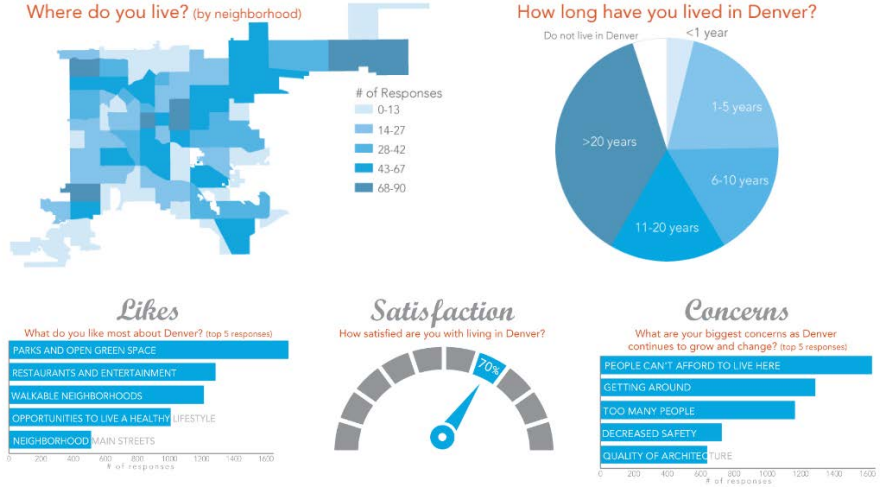 Where do you live? (by neighborhood)
# of Responses
0-13
14-27
28-42
43-67
68-90
How long have you lived in Denver?
Do not live in Denver
<1 year
1-5 years
6-10 years
11-20 years
>20 years
Likes
What do you like most about Denver? (top 5 responses)
PARKS AND OPEN GREEN SPACE
RESTAURANTS AND ENTERTAINMENT
WALKABLE NEIGHBORHOODS
OPPORTUNITIES TO LIVE A HEALTHY LIFESTYLE
NEIGHBORHOOD MAIN STREETS
0 200 400 600 800 1000 1200 1400 1600
# of responses
Satisfaction
How satisfied are you with living in Denver?
70%
Concerns
What are your biggest concerns as Denver
continues to grow and change? (top 5 responses)
PEOPLE CAN'T AFFORD TO LIVE HERE
GETTING AROUND
TOO MANY PEOPLE
DECREASED SAFETY
QUALITY OF ARCHITECTURE
0 200 400 600 800 1000 1200 1400 1600
# of responses